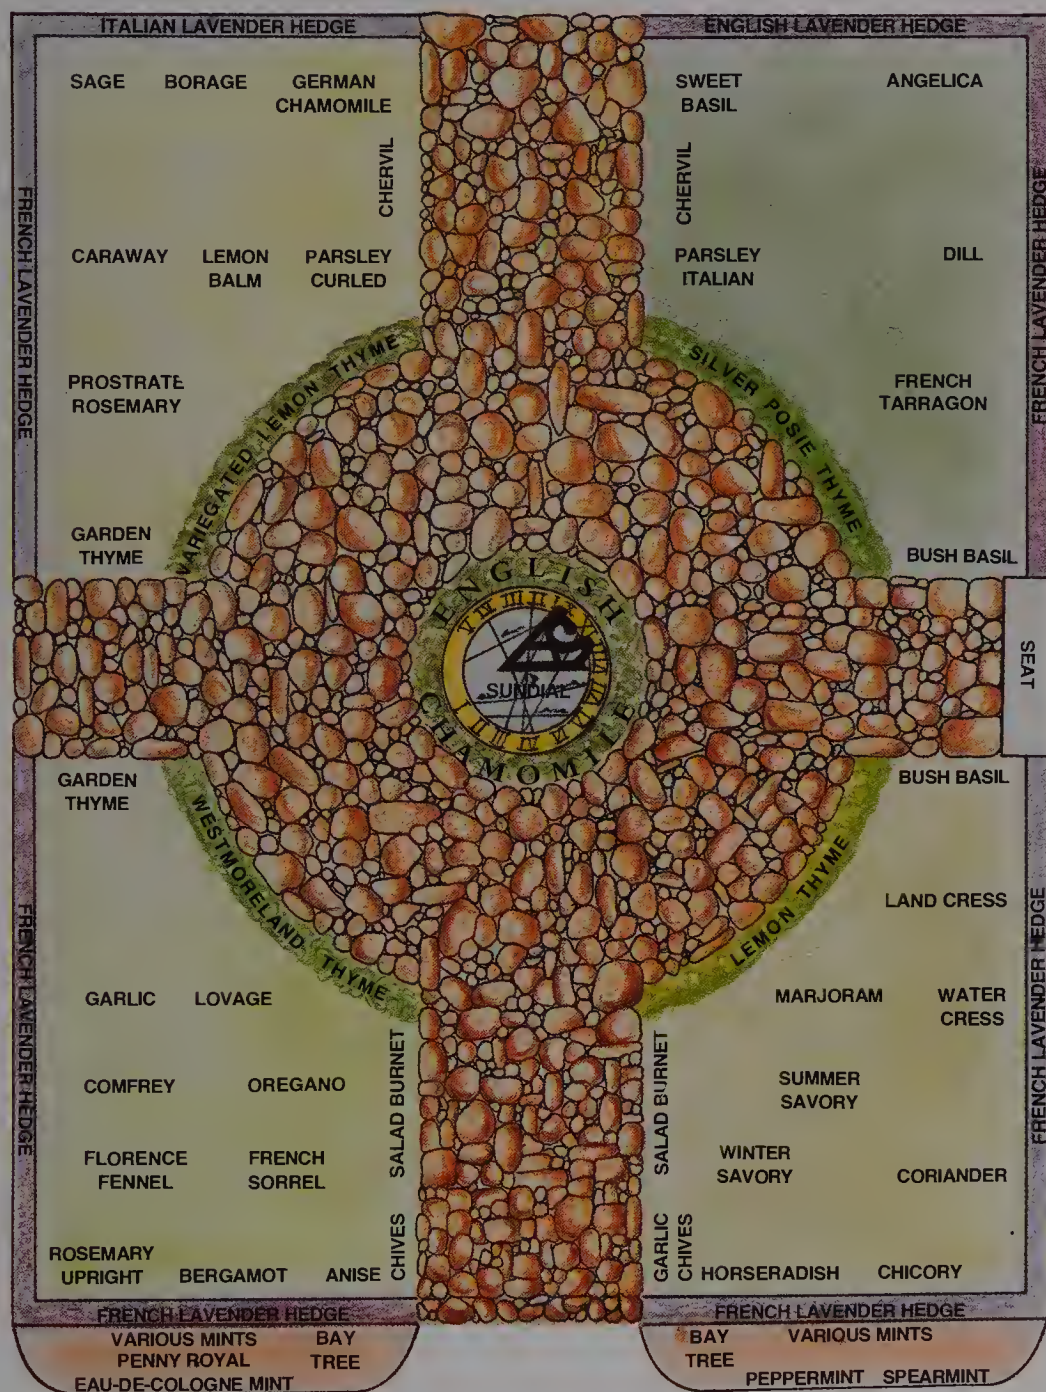 ITALIAN LAVENDER HEDGE
ENGLISH LAVENDER HEDGE
SAGE
BORAGE
GERMAN
CHAMOMILE
CHERVIL
CARAWAY
LEMON
BALM
PARSLEY
CURLED
PROSTRATE
ROSEMARY
GARDEN
THYME
FRENCH LAVENDER HEDGE
VARIEGATED LEMON THYME
SWEET
BASIL
ANGELICA
CHERVIL
PARSLEY
ITALIAN
DILL
FRENCH
TARRAGON
BUSH BASIL
FRENCH LAVENDER HEDGE
SILVER POSIE THYME
ENGLISH
CHAMOMILE
SUNDIAL
SEAT
GARDEN
THYME
WESTMORELAND THYME
FRENCH LAVENDER HEDGE
GARLIC
LOVAGE
COMFREY
OREGANO
SALAD BURNET
FLORENCE
FENNEL
FRENCH
SORREL
ROSEMARY
UPRIGHT
BERGAMOT
ANISE
CHIVES
BUSH BASIL
LEMON THYME
LAND CRESS
FRENCH LAVENDER HEDGE
MARJORAM
WATER
CRESS
SALAD BURNET
SUMMER
SAVORY
WINTER
SAVORY
CORIANDER
GARLIC
CHIVES
HORSERADISH
CHICORY
FRENCH LAVENDER HEDGE
FRENCH LAVENDER HEDGE
VARIOUS MINTS
PENNY ROYAL
EAU-DE-COLOGNE MINT
BAY
TREE
BAY
TREE
VARIOUS MINTS
PEPPERMINT SPEARMINT